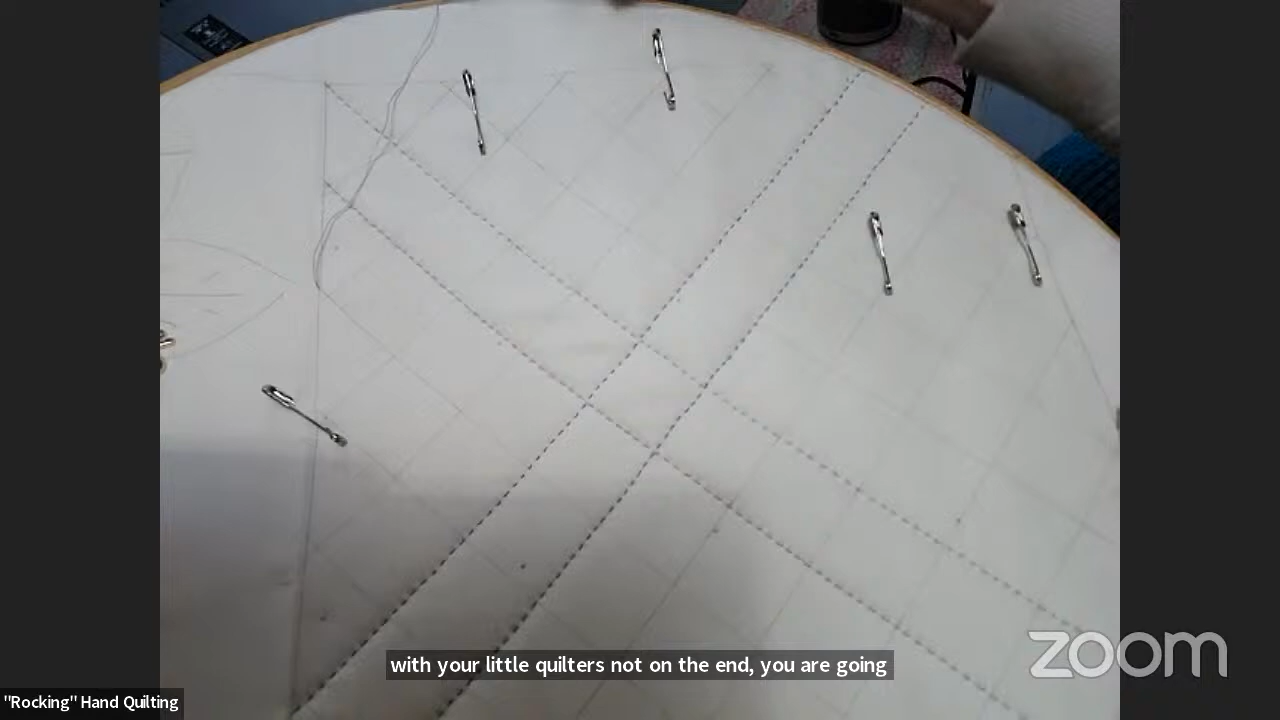 with your little quilters not on the end, you are going
zoom
"Rocking" Hand Quilting